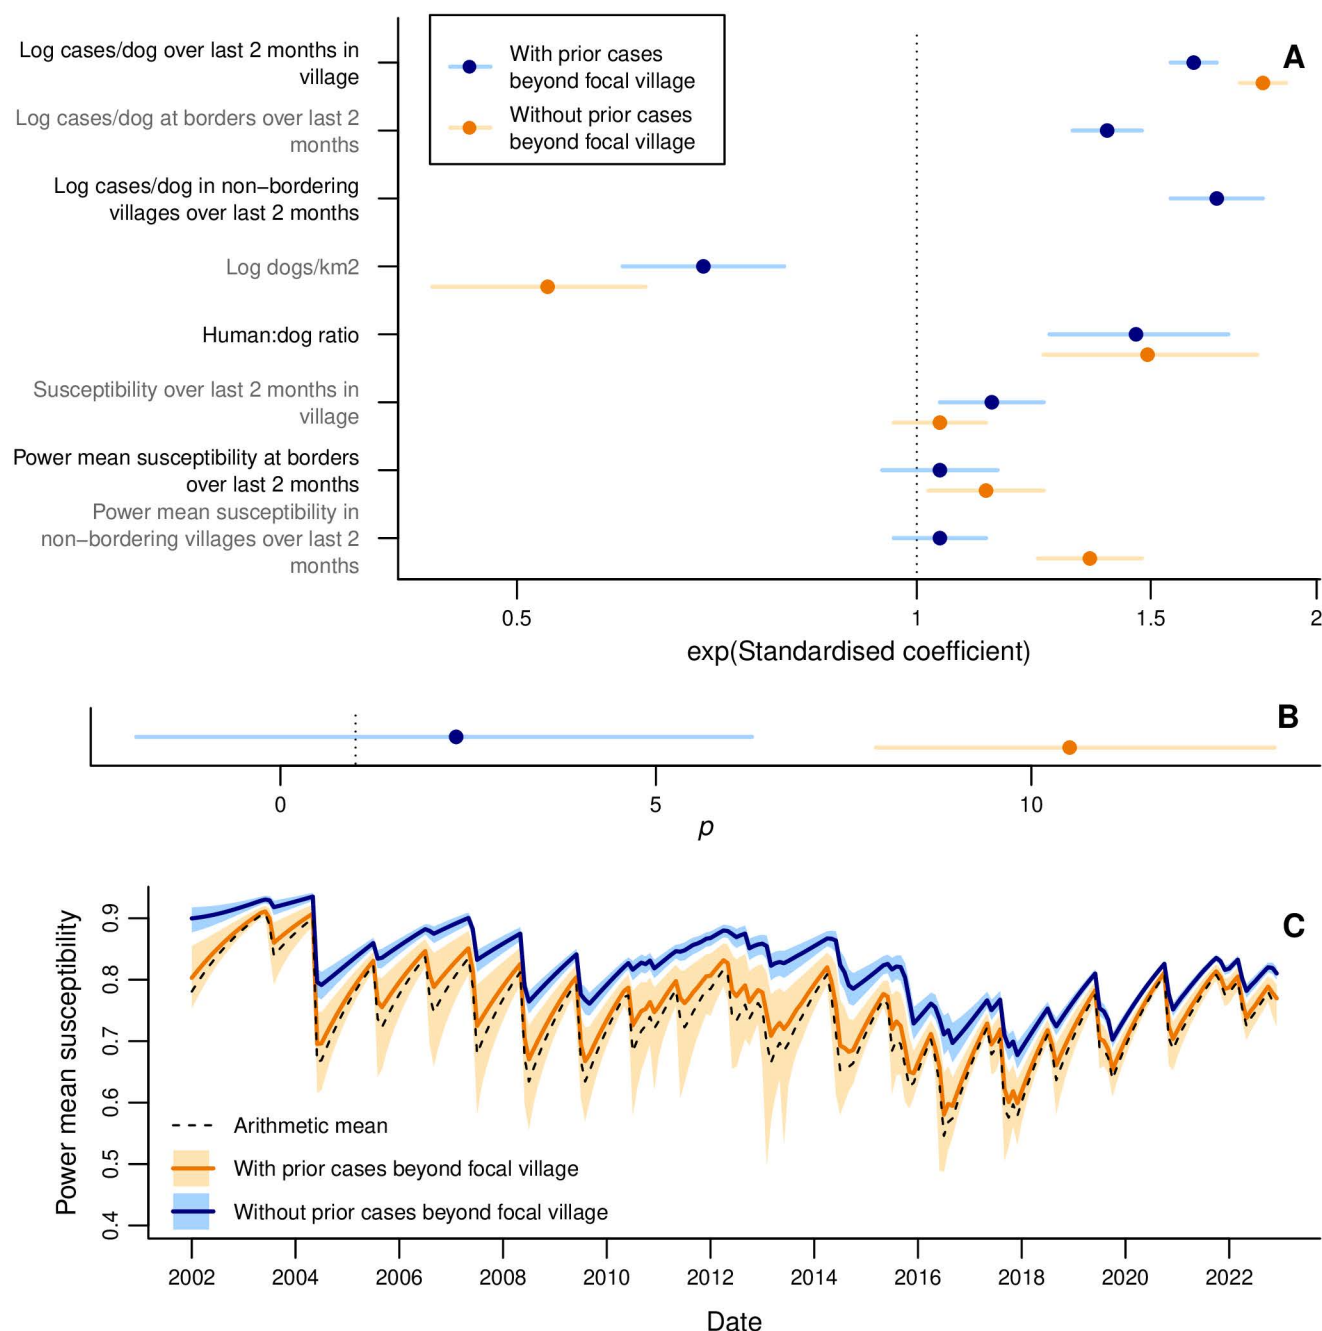 A
With prior cases
beyond focal village
Without prior cases
beyond focal village
Log cases/dog over last 2 months in
village
Log cases/dog at borders over last 2
months
Log cases/dog in non−bordering
villages over last 2 months
Log dogs/km2
Human:dog ratio
Susceptibility over last 2 months in
village
Power mean susceptibility at borders
over last 2 months
Power mean susceptibility in
non−bordering villages over last 2
months
0.5 1 1.5 2
exp(Standardised coefficient)
B
0 5 10
p
C
Power mean susceptibility
0.9
0.8
0.7
0.6
0.5
0.4
Arithmetic mean
With prior cases beyond focal village
Without prior cases beyond focal village
2002 2004 2006 2008 2010 2012 2014 2016 2018 2020 2022
Date